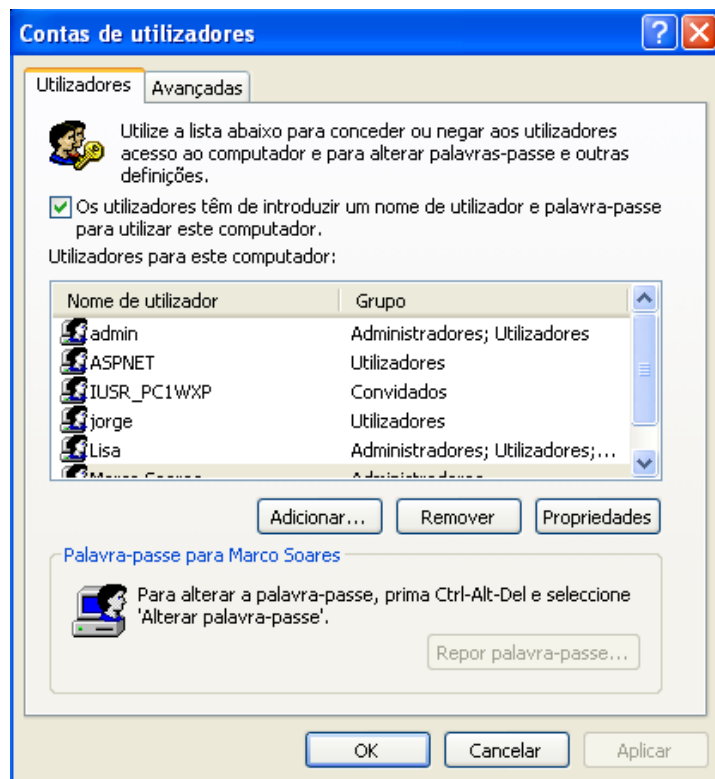 Contas de utilizadores
Utilizadores
Avançadas
Utilize a lista abaixo para conceder ou negar aos utilizadores
acesso ao computador e para alterar palavras-passe e outras
definições.
Os utilizadores têm de introduzir um nome de utilizador e palavra-passe
para utilizar este computador.
Utilizadores para este computador:
Nome de utilizador Grupo
admin Administradores; Utilizadores
ASPNET Utilizadores
IUSR_PC1WXP Convidados
jorge Utilizadores
Lisa Administradores; Utilizadores;...
Marco Soares Administradores
Adicionar... Remover Propriedades
Palavra-passe para Marco Soares
Para alterar a palavra-passe, prima Ctrl-Alt-Del e seleccione
'Alterar palavra-passe'.
Repor palavra-passe...
OK Cancelar Aplicar